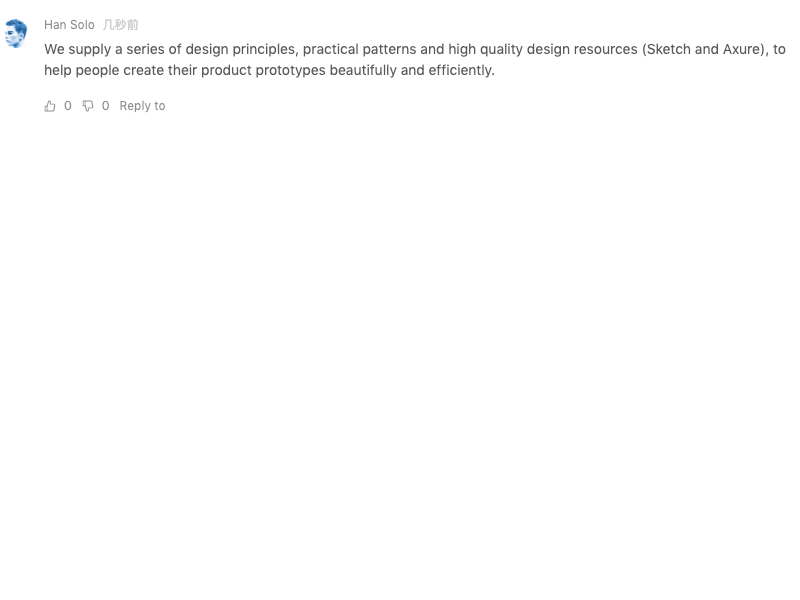 Han Solo 几秒前
We supply a series of design principles, practical patterns and high quality design resources (Sketch and Axure), to
help people create their product prototypes beautifully and efficiently.
0 0 Reply to